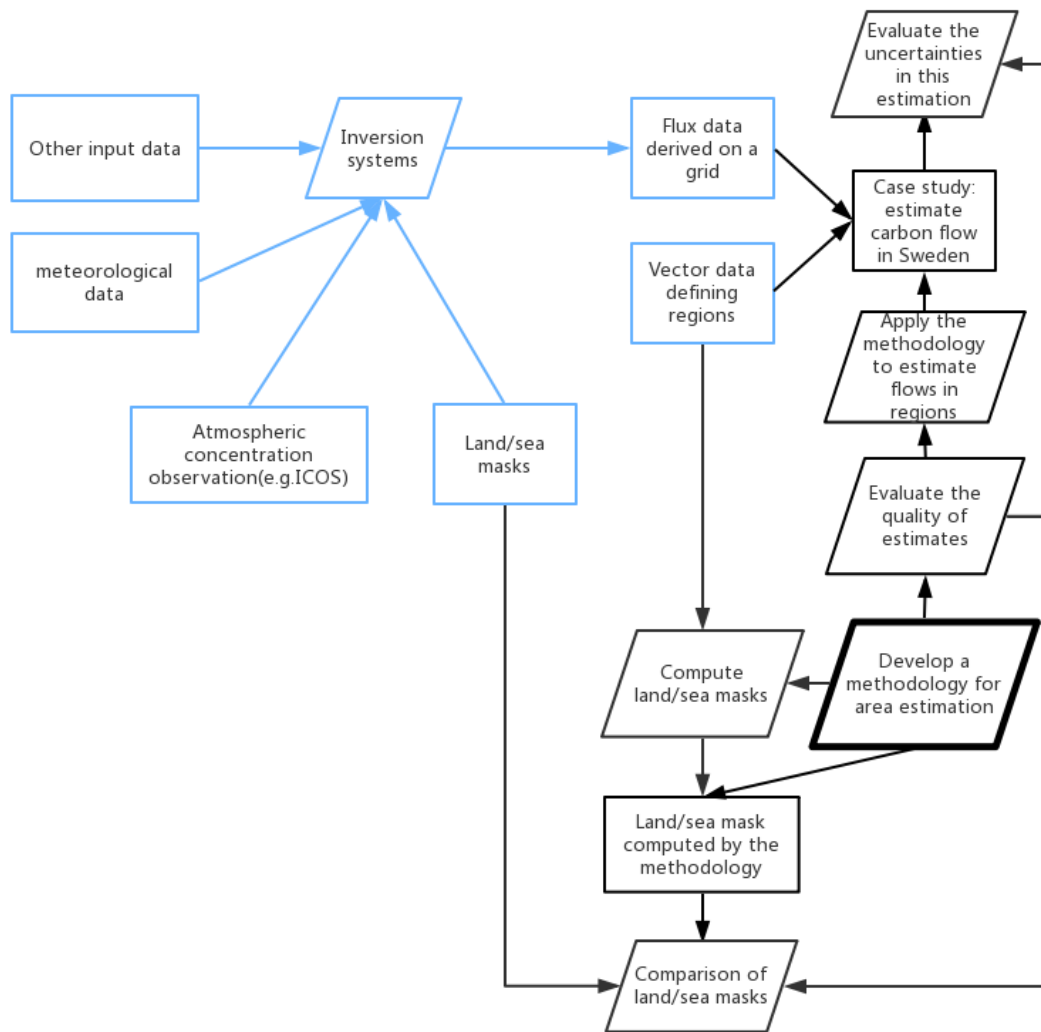 Evaluate the
uncertainties
in this
estimation
Other input data
Inversion
systems
Flux data
derived on a
grid
Case study:
estimate
carbon flow
in Sweden
meteorological
data
Vector data
defining
regions
Apply the
methodology
to estimate
flows in
regions
Atmospheric
concentration
observation(e.g.ICOS)
Land/sea
masks
Evaluate the
quality of
estimates
Compute
land/sea masks
Develop a
methodology for
area estimation
Land/sea mask
computed by the
methodology
Comparison of
land/sea masks